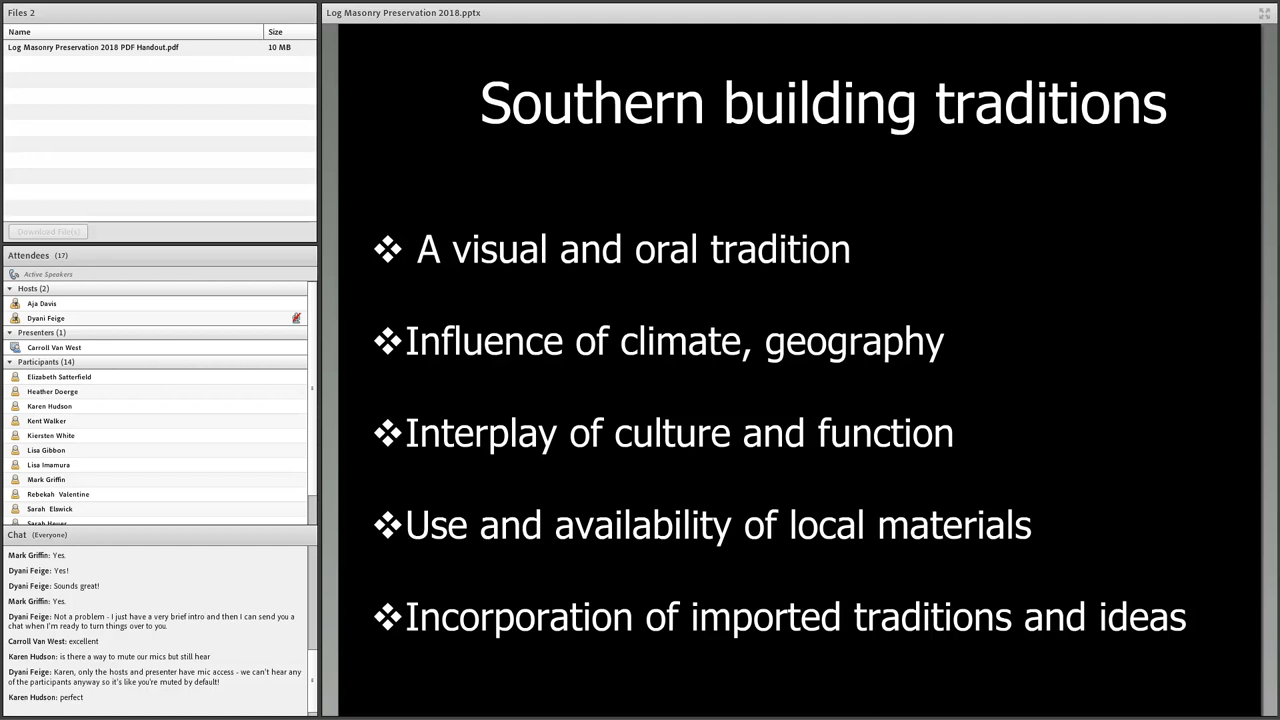 Files 2
Name Size
Log Masonry Preservation 2018 PDF Handout.pdf 10 MB
Download File(s)
Attendees (17)
Active Speakers
Hosts (2)
Aja Davis
Dyani Feige
Presenters (1)
Carroll Van West
Participants (14)
Elizabeth Satterfield
Heather Doerge
Karen Hudson
Kent Walker
Kiersten White
Lisa Gibbon
Lisa Imamura
Mark Griffin
Rebekah Valentine
Sarah Elswick
Chat (Everyone)
Mark Griffin: Yes.
Dyani Feige: Yes!
Dyani Feige: Sounds great!
Mark Griffin: Yes.
Dyani Feige: Not a problem - I just have a very brief intro and then I can send you a
chat when I'm ready to turn things over to you.
Carroll Van West: excellent
Karen Hudson: is there a way to mute our mics but still hear
Dyani Feige: Karen, only the hosts and presenter have mic access - we can't hear any
of the participants anyway so it's like you're muted by default!
Karen Hudson: perfect
Log Masonry Preservation 2018.pptx
Southern building traditions
❖ A visual and oral tradition
❖Influence of climate, geography
❖Interplay of culture and function
❖Use and availability of local materials
❖Incorporation of imported traditions and ideas